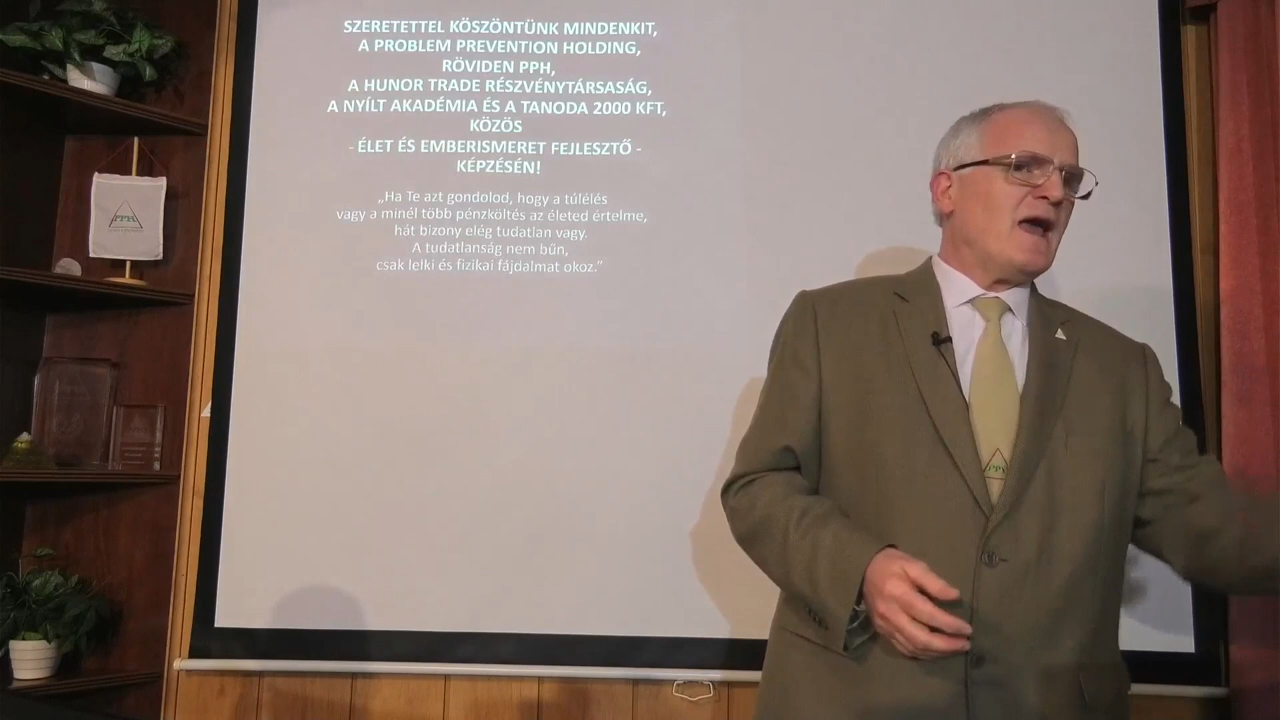 SZERETETTEL KÖSZÖNTÜNK MINDENKIT,
A PROBLEM PREVENTION HOLDING,
RÖVIDEN PPH,
A HUNOR TRADE RÉSZVÉNYTÁRSASÁG,
A NYÍLT AKADÉMIA ÉS A TANODA 2000 KFT,
KÖZÖS
- ÉLET ÉS EMBERISMERET FEJLESZTŐ -
KÉPZÉSÉN!
„Ha Te azt gondolod, hogy a túlélés
vagy a minél több pénzköltés az életed értelme,
hát bizony elég tudatlan vagy.
A tudatlanság nem bűn,
csak lelki és fizikai fájdalmat okoz.”
PPH
PPH